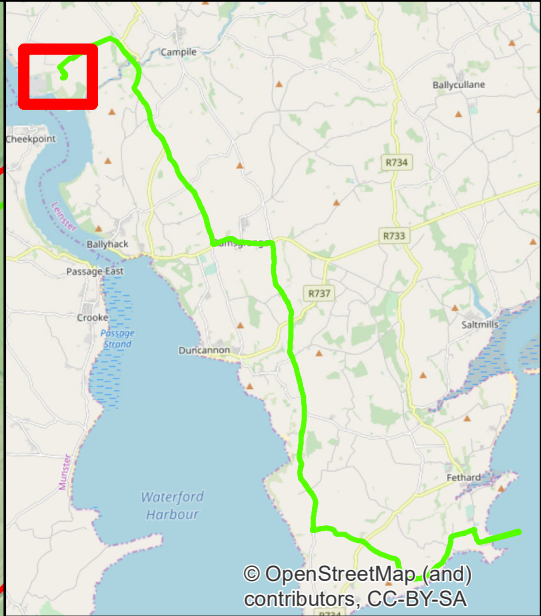 Campile
Ballycullane
Cheekpoint
R734
Leinster
R733
Ballyhack
Passage East
R737
Crooke
Saltmills
Passage
Strand
Duncannon
Munster
Fethard
Waterford
Harbour
© OpenStreetMap (and)
contributors, CC-BY-SA